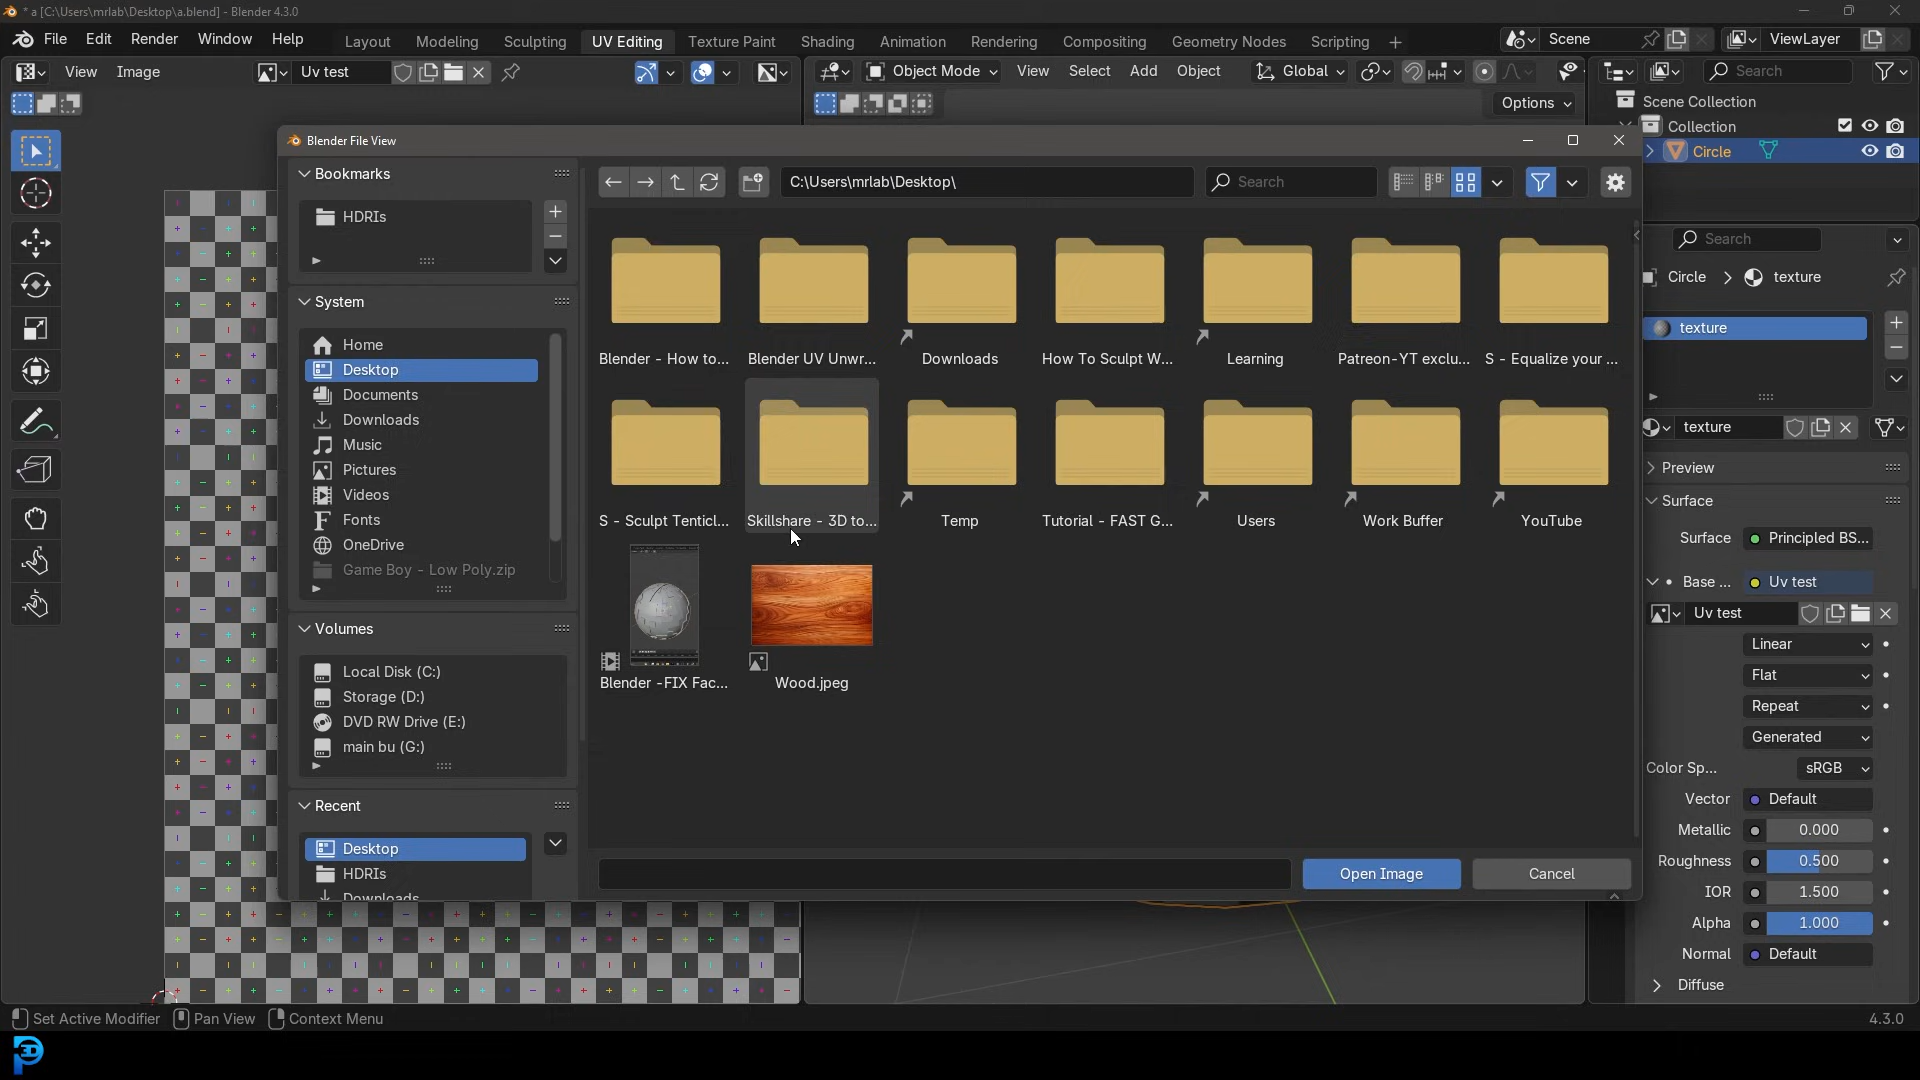 * a [C:\Users\mrlab\Desktop\a.blend] - Blender 4.3.0
File Edit Render Window Help Layout Modeling Sculpting UV Editing Texture Paint Shading Animation Rendering Compositing Geometry Nodes Scripting + Scene ViewLayer
View Image Uv test Object Mode View Select Add Object Global Search
Options
Scene Collection
Collection
Circle
Blender File View
Bookmarks
HDRIs
System
Home
Desktop
Documents
Downloads
Music
Pictures
Videos
Fonts
OneDrive
Game Boy - Low Poly.zip
Volumes
Local Disk (C:)
Storage (D:)
DVD RW Drive (E:)
main bu (G:)
Recent
Desktop
HDRIs
Downloads
C:\Users\mrlab\Desktop\ Search
Blender - How to... Blender UV Unwr... Downloads How To Sculpt W... Learning Patreon-YT exclu... S - Equalize your ...
S - Sculpt Tenticl... Skillshare - 3D to... Temp Tutorial - FAST G... Users Work Buffer YouTube
Blender -FIX Fac... Wood.jpeg
Open Image Cancel
Search
Circle > texture
texture
texture
Preview
Surface
Surface Principled BS...
Base ... Uv test
Uv test
Linear
Flat
Repeat
Generated
Color Sp... sRGB
Vector Default
Metallic 0.000
Roughness 0.500
IOR 1.500
Alpha 1.000
Normal Default
Diffuse
Set Active Modifier Pan View Context Menu 4.3.0